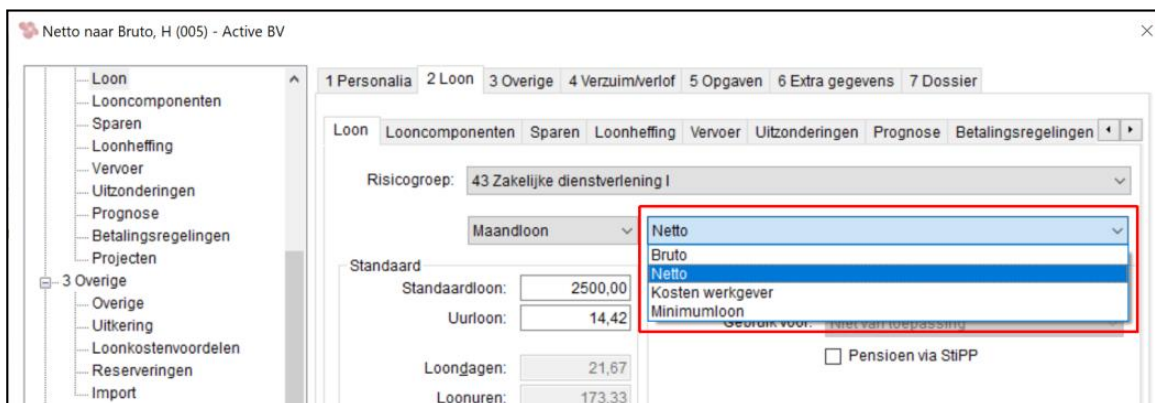 Netto naar Bruto, H (005) - Active BV
Loon
Looncomponenten
Sparen
Loonheffing
Vervoer
Uitzonderingen
Prognose
Betalingsregelingen
Projecten
3 Overige
Overige
Uitkering
Loonkostenvoordelen
Reserveringen
Import
1 Personalia 2 Loon 3 Overige 4 Verzuim/verlof 5 Opgaven 6 Extra gegevens 7 Dossier
Loon Looncomponenten Sparen Loonheffing Vervoer Uitzonderingen Prognose Betalingsregelingen
Risicogroep: 43 Zakelijke dienstverlening I
Maandloon Netto
Bruto
Netto
Kosten werkgever
Minimumloon
Standaard
Standaardloon: 2500,00
Uurloon: 14,42
Gebruik voor: Niet van toepassing
Pensioen via StiPP
Loondagen: 21,67
Loonuren: 173,33